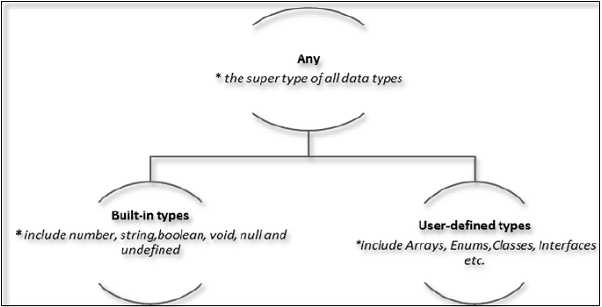 Any
* the super type of all data types
Built-in types
* include number, string,boolean, void, null and
undefined
User-defined types
*include Arrays, Enums,Classes, Interfaces
etc.